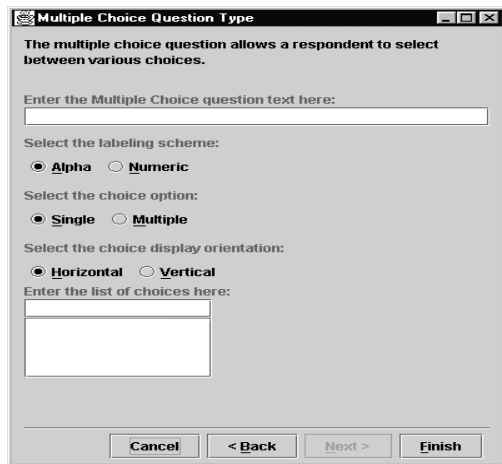 Multiple Choice Question Type
The multiple choice question allows a respondent to select
between various choices.
Enter the Multiple Choice question text here:
Select the labeling scheme:
Alpha Numeric
Select the choice option:
Single Multiple
Select the choice display orientation:
Horizontal Vertical
Enter the list of choices here:
Cancel < Back Next > Finish